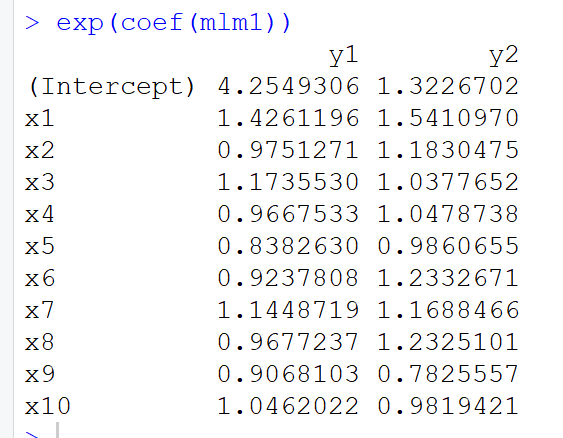 > exp(coef(mlm1))
y1 y2
(Intercept) 4.2549306 1.3226702
x1 1.4261196 1.5410970
x2 0.9751271 1.1830475
x3 1.1735530 1.0377652
x4 0.9667533 1.0478738
x5 0.8382630 0.9860655
x6 0.9237808 1.2332671
x7 1.1448719 1.1688466
x8 0.9677237 1.2325101
x9 0.9068103 0.7825557
x10 1.0462022 0.9819421
>